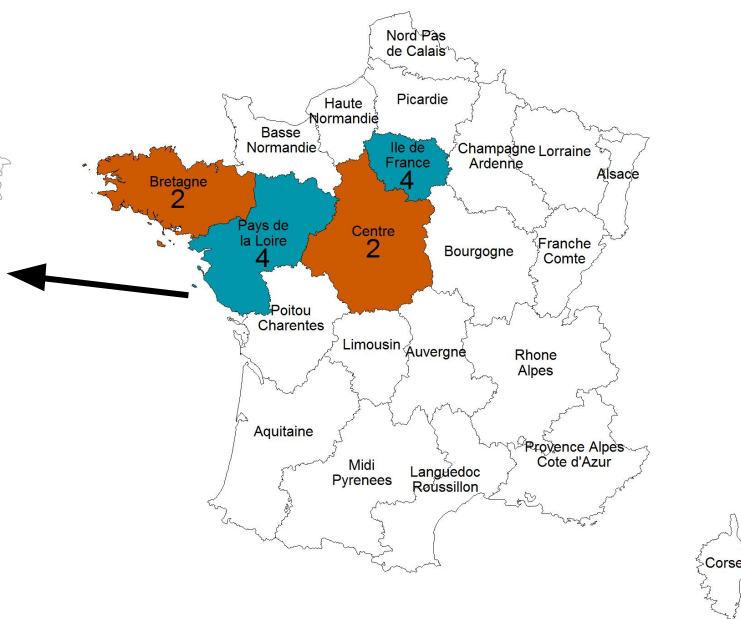 Nord Pas
de Calais
Picardie
Haute
Normandie
Basse
Normandie
Ile de
France
4
Champagne
Ardenne
Lorraine
Alsace
Bretagne
2
Pays de
la Loire
4
Centre
2
Bourgogne
Franche
Comte
Poitou
Charentes
Limousin
Auvergne
Rhone
Alpes
Aquitaine
Midi
Pyrenees
Languedoc
Roussillon
Provence Alpes
Cote d'Azur
Corse